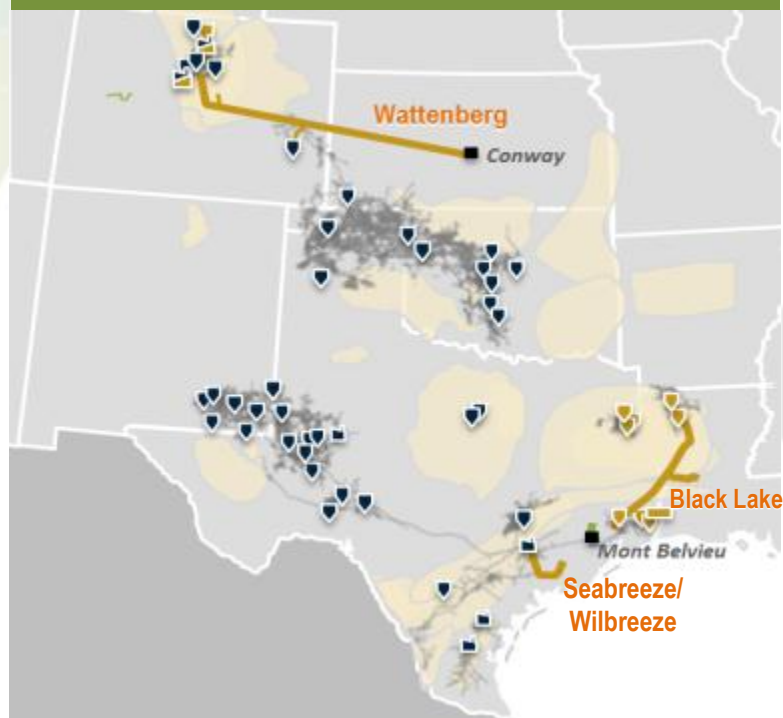 Wattenberg
Conway
Black Lake
Mont Belvieu
Seabreeze/
Wilbreeze